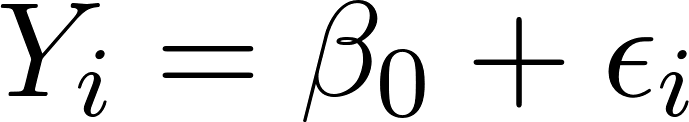 Yᵢ = β₀ + ϵᵢ